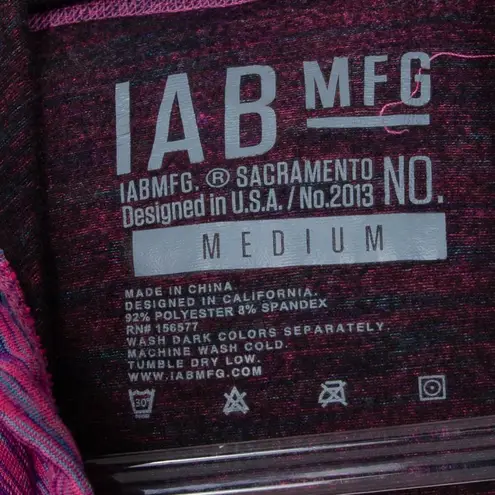 IAB MFG
IABMFG. ® SACRAMENTO NO.
Designed in U.S.A. / No.2013
MEDIUM
MADE IN CHINA.
DESIGNED IN CALIFORNIA.
92% POLYESTER 8% SPANDEX
RN# 156577
WASH DARK COLORS SEPARATELY.
MACHINE WASH COLD.
TUMBLE DRY LOW.
WWW.IABMFG.COM
30